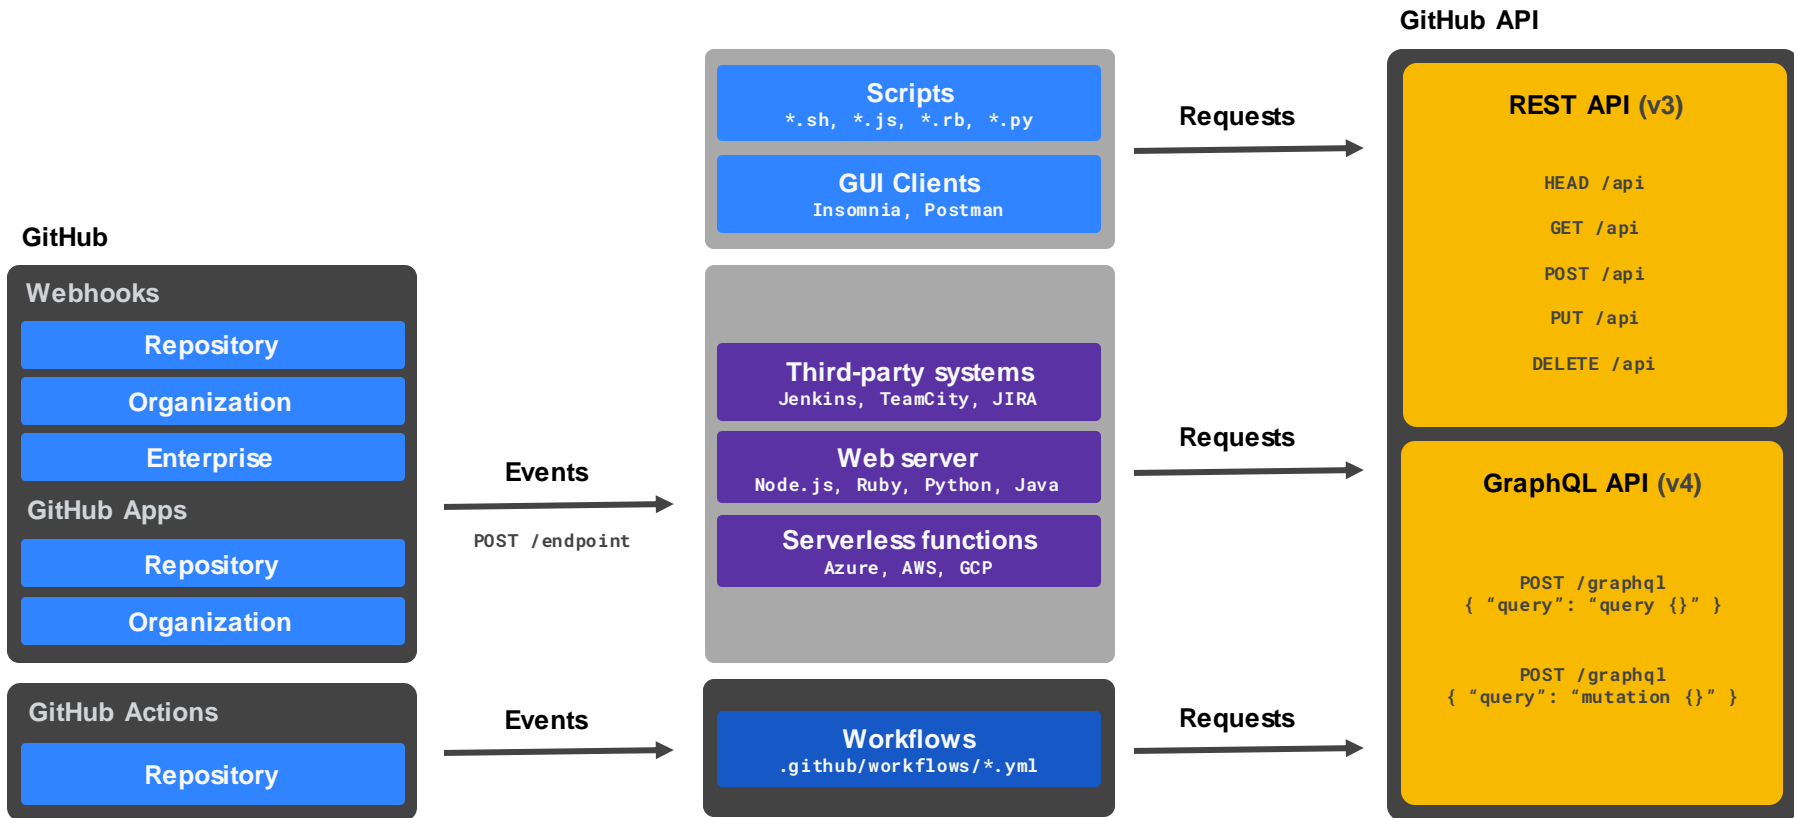 GitHub
Webhooks
Repository
Organization
Enterprise
GitHub Apps
Repository
Organization
GitHub Actions
Repository
Events
POST /endpoint
Events
Scripts
*.sh, *.js, *.rb, *.py
GUI Clients
Insomnia, Postman
Third-party systems
Jenkins, TeamCity, JIRA
Web server
Node.js, Ruby, Python, Java
Serverless functions
Azure, AWS, GCP
Workflows
.github/workflows/*.yml
Requests
Requests
Requests
GitHub API
REST API (v3)
HEAD /api
GET /api
POST /api
PUT /api
DELETE /api
GraphQL API (v4)
POST /graphql
{ “query”: “query {}” }
POST /graphql
{ “query”: “mutation {}” }